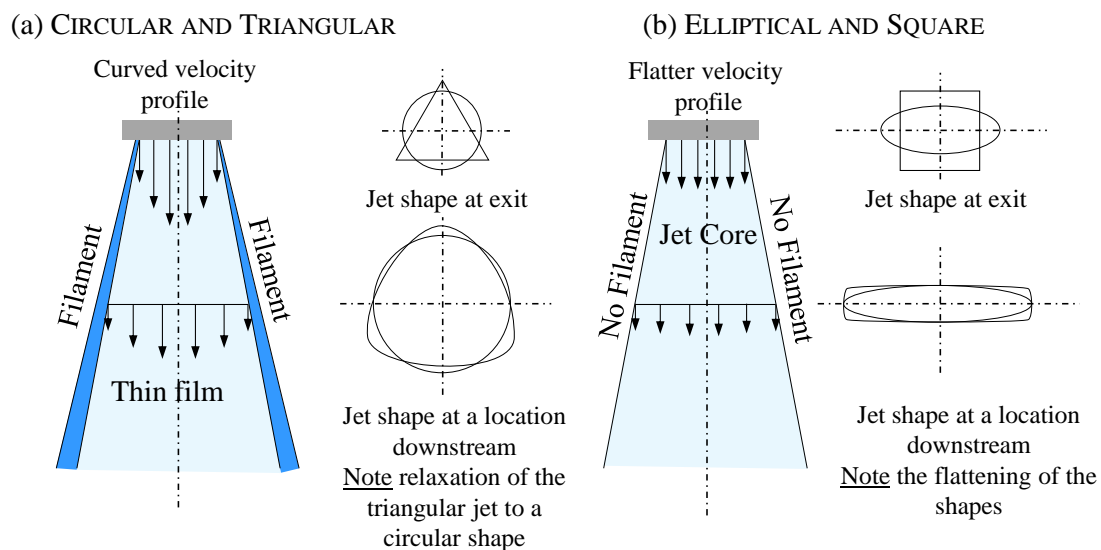 (a) CIRCULAR AND TRIANGULAR
Curved velocity
profile
Filament
Filament
Thin film
Jet shape at exit
Jet shape at a location
downstream
Note relaxation of the
triangular jet to a
circular shape
(b) ELLIPTICAL AND SQUARE
Flatter velocity
profile
No Filament
Jet Core
No Filament
Jet shape at exit
Jet shape at a location
downstream
Note the flattening of the
shapes